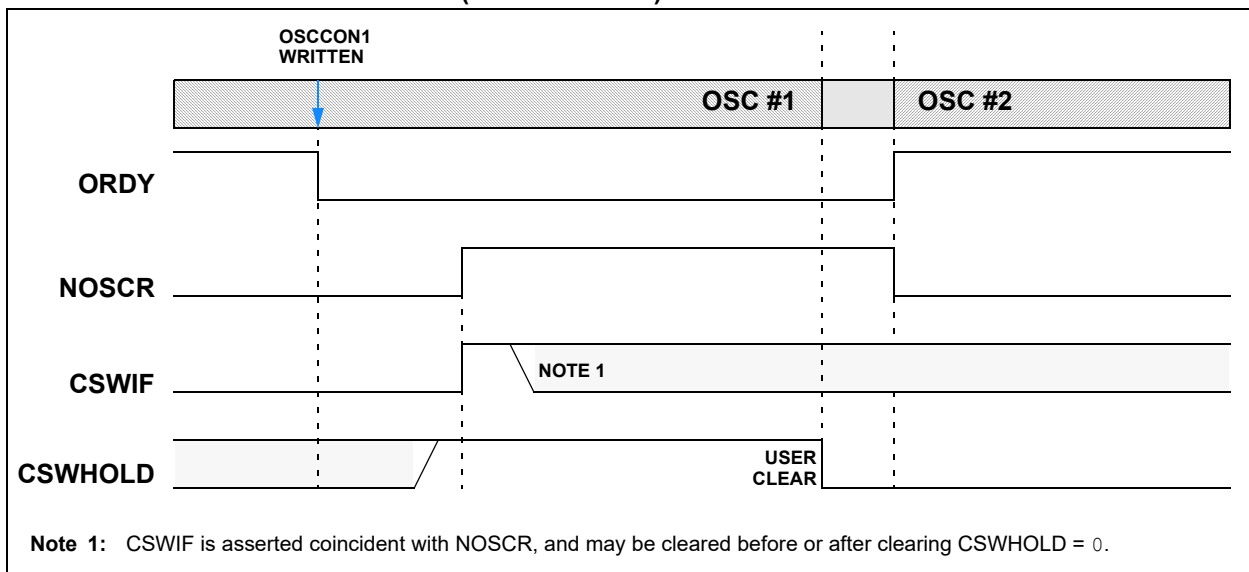 OSCCON1
WRITTEN
OSC #1
OSC #2
ORDY
NOSCR
CSWIF
NOTE 1
CSWHOLD
USER
CLEAR
Note 1: CSWIF is asserted coincident with NOSCR, and may be cleared before or after clearing CSWHOLD = 0.